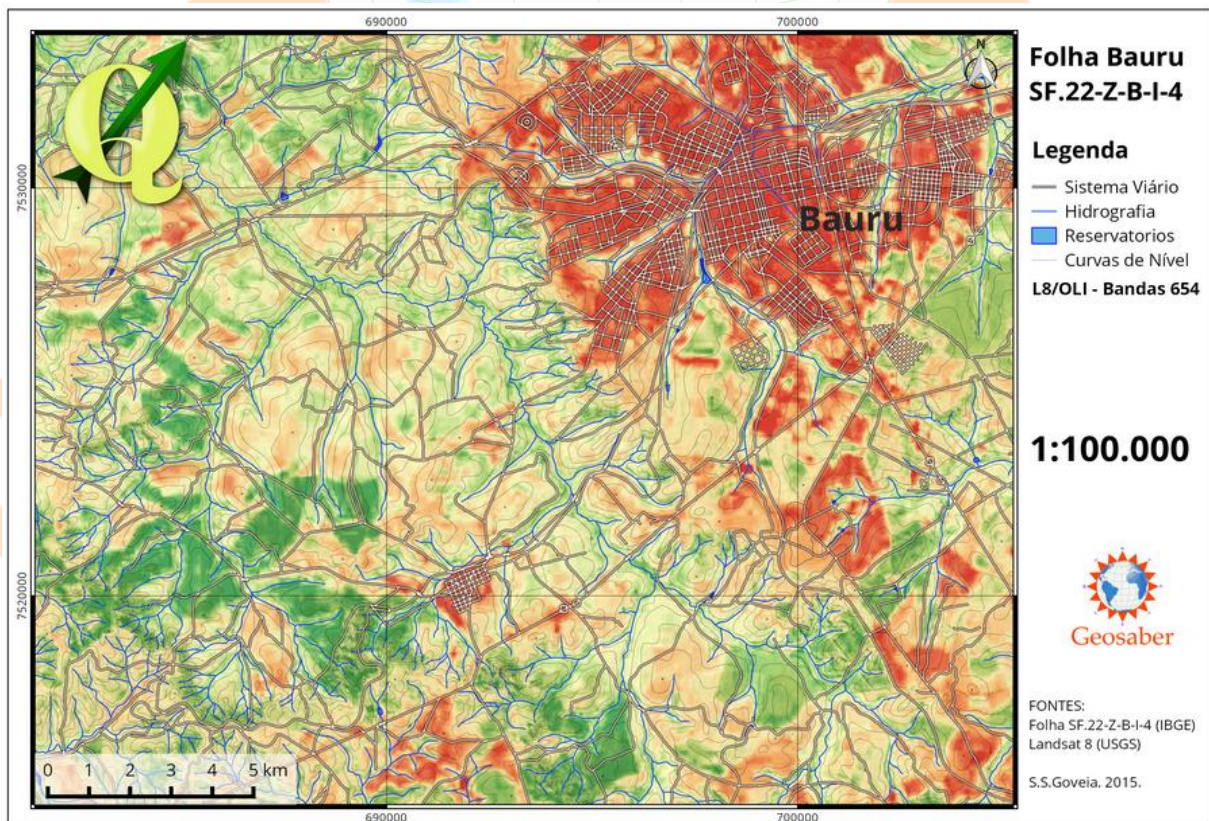 690000
700000
7530000
7520000
Bauru
N
0 1 2 3 4 5 km
690000
700000
Folha Bauru
SF.22-Z-B-I-4
Legenda
Sistema Viário
Hidrografia
Reservatorios
Curvas de Nível
L8/OLI - Bandas 654
1:100.000
Geosaber
FONTES:
Folha SF.22-Z-B-I-4 (IBGE)
Landsat 8 (USGS)
S.S.Goveia. 2015.